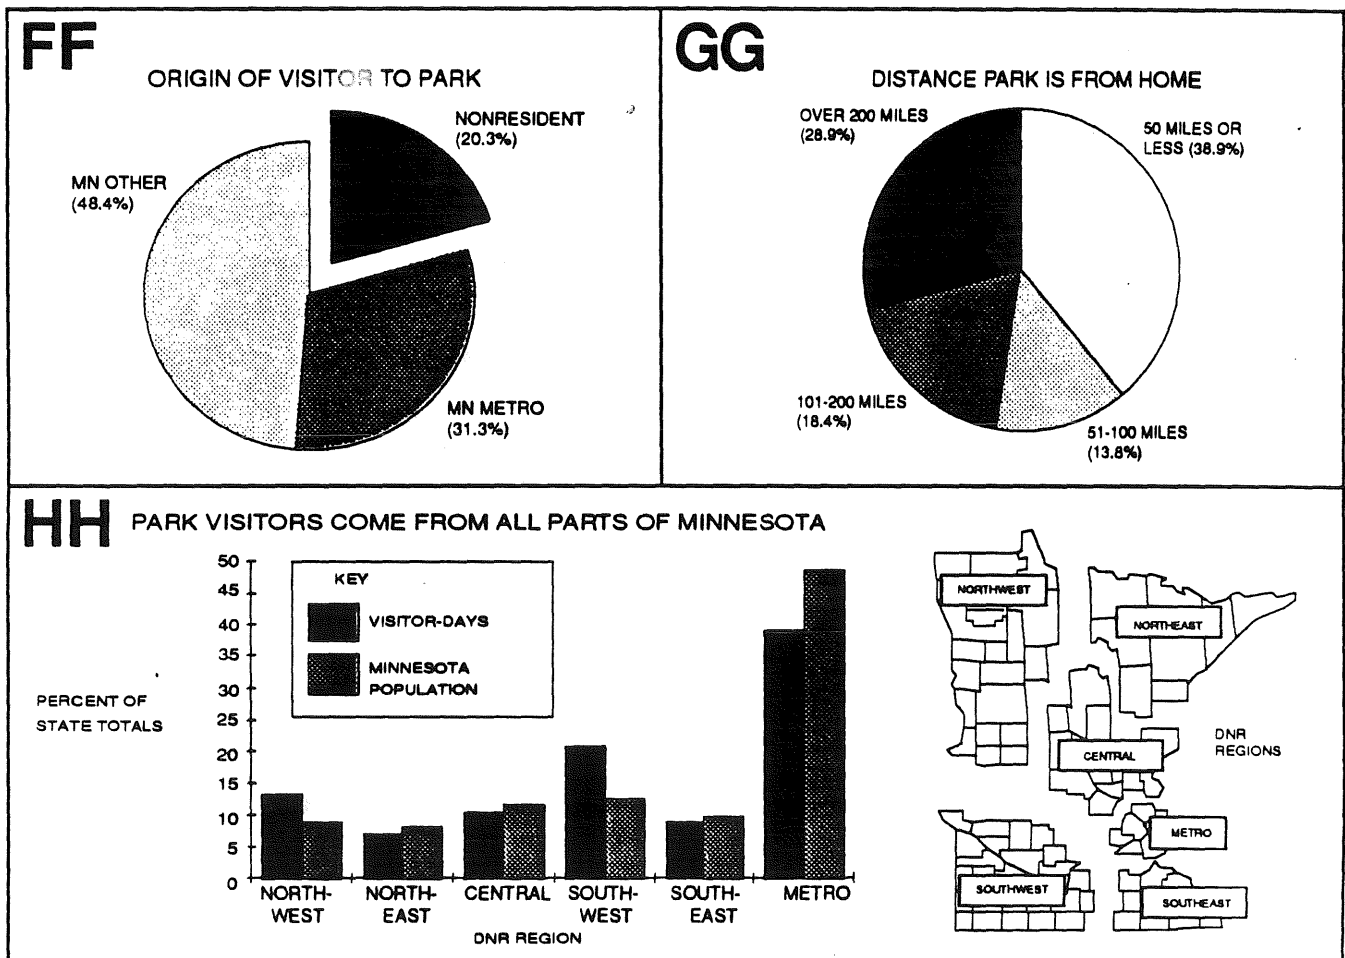 FF
ORIGIN OF VISITOR TO PARK
NONRESIDENT
(20.3%)
MN OTHER
(48.4%)
MN METRO
(31.3%)
GG
DISTANCE PARK IS FROM HOME
OVER 200 MILES
(28.9%)
50 MILES OR
LESS (38.9%)
101-200 MILES
(18.4%)
51-100 MILES
(13.8%)
HH PARK VISITORS COME FROM ALL PARTS OF MINNESOTA
50
45
40
35
30
25
20
15
10
5
0
PERCENT OF
STATE TOTALS
KEY
VISITOR-DAYS
MINNESOTA
POPULATION
NORTH-
WEST
NORTH-
EAST
CENTRAL
SOUTH-
WEST
SOUTH-
EAST
METRO
DNR REGION
NORTHWEST
NORTHEAST
CENTRAL
DNR
REGIONS
METRO
SOUTHWEST
SOUTHEAST